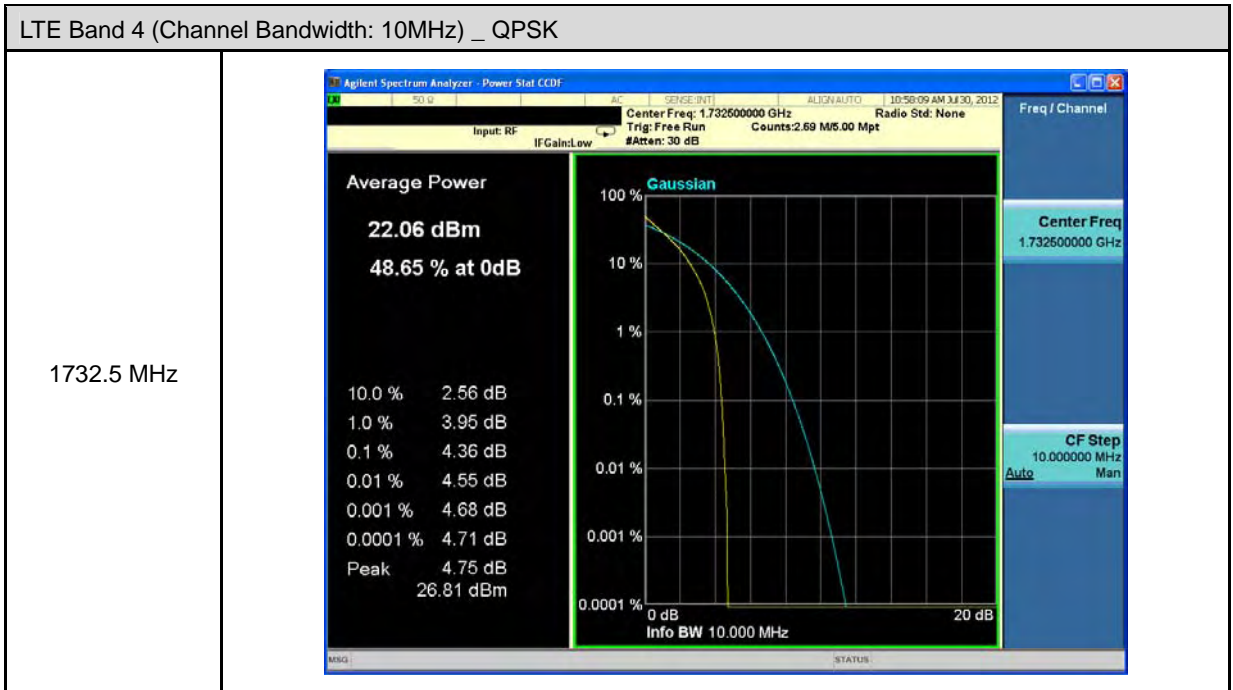 LTE Band 4 (Channel Bandwidth: 10MHz) _ QPSK
1732.5 MHz
Agilent Spectrum Analyzer - Power Stat CCDF
50 Ω AC SENSE:INT ALIGN AUTO 10:58:09 AM Jul 30, 2012
Center Freq: 1.732500000 GHz Radio Std: None
Input: RF Trig: Free Run Counts:2.69 M/5.00 Mpt
IFGain:Low #Atten: 30 dB
Freq / Channel
Average Power
22.06 dBm
48.65 % at 0dB
10.0 % 2.56 dB
1.0 % 3.95 dB
0.1 % 4.36 dB
0.01 % 4.55 dB
0.001 % 4.68 dB
0.0001 % 4.71 dB
Peak 4.75 dB
26.81 dBm
Gaussian
100 %
10 %
1 %
0.1 %
0.01 %
0.001 %
0.0001 %
0 dB 20 dB
Info BW 10.000 MHz
Center Freq
1.732500000 GHz
CF Step
10.000000 MHz
Auto Man
MSG STATUS